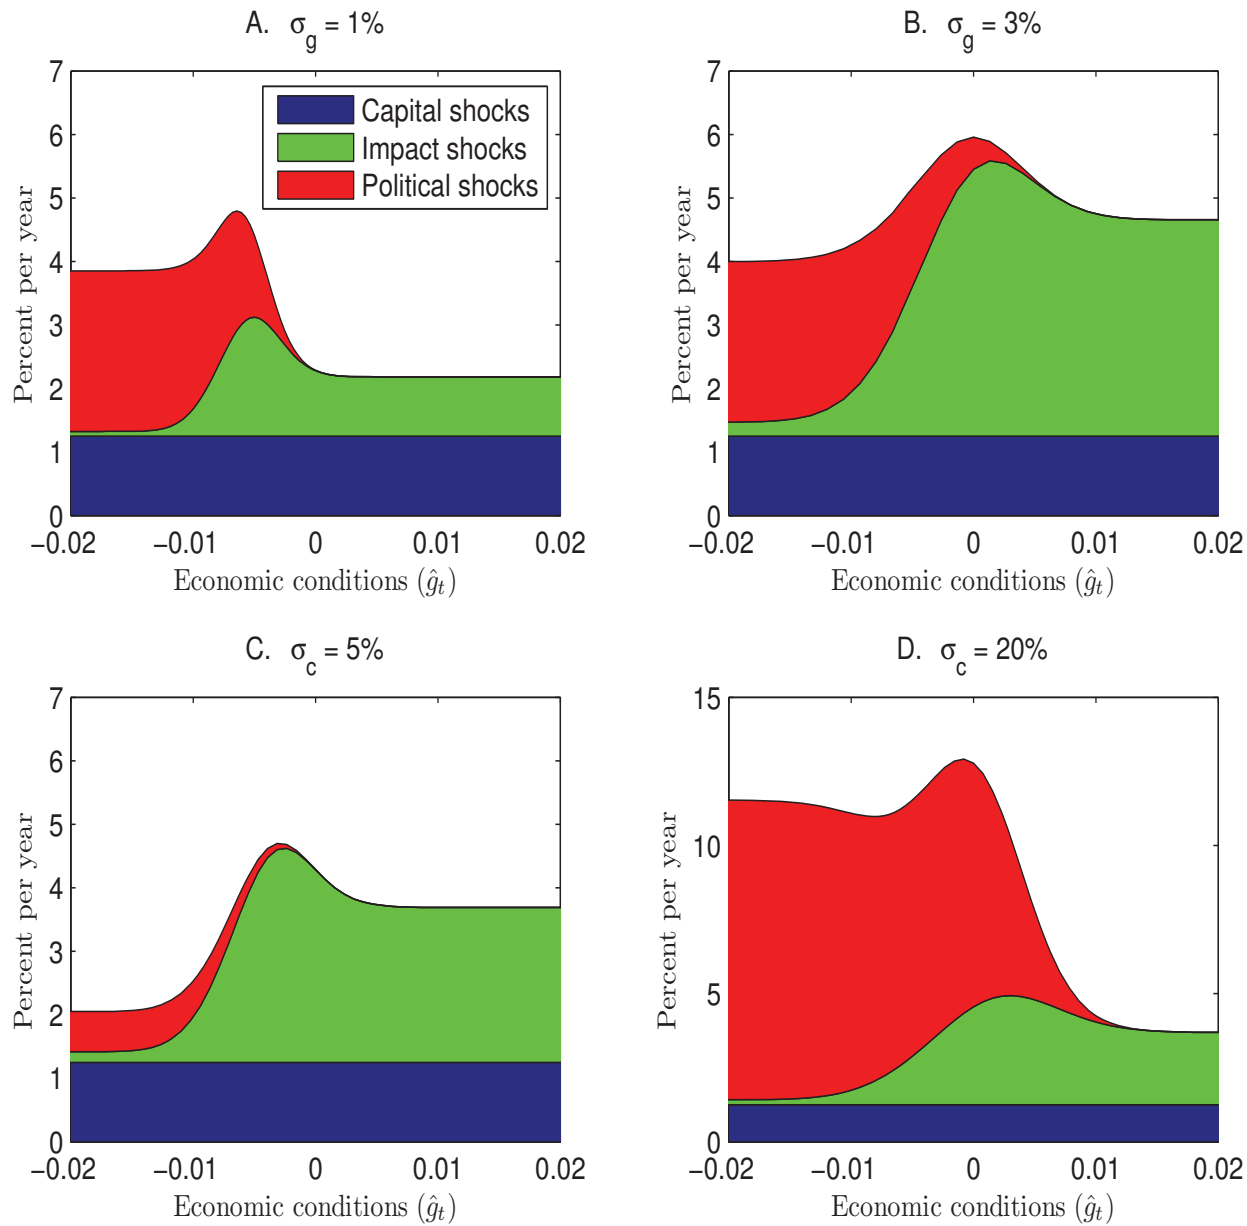 A. σg = 1%
7
6
5
4
3
2
1
0
Percent per year
Capital shocks
Impact shocks
Political shocks
−0.02 −0.01 0 0.01 0.02
Economic conditions (ĝt)
B. σg = 3%
7
6
5
4
3
2
1
0
Percent per year
−0.02 −0.01 0 0.01 0.02
Economic conditions (ĝt)
C. σc = 5%
7
6
5
4
3
2
1
0
Percent per year
−0.02 −0.01 0 0.01 0.02
Economic conditions (ĝt)
D. σc = 20%
15
10
5
0
Percent per year
−0.02 −0.01 0 0.01 0.02
Economic conditions (ĝt)